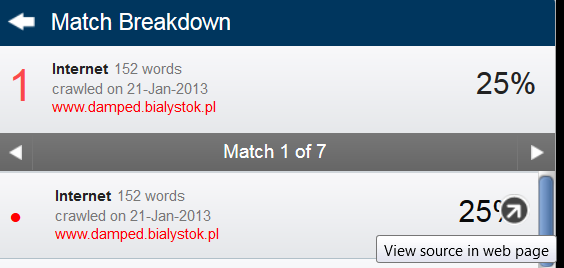 Match Breakdown
1
Internet 152 words
crawled on 21-Jan-2013
www.damped.bialystok.pl
25%
Match 1 of 7
Internet 152 words
crawled on 21-Jan-2013
www.damped.bialystok.pl
25%
View source in web page